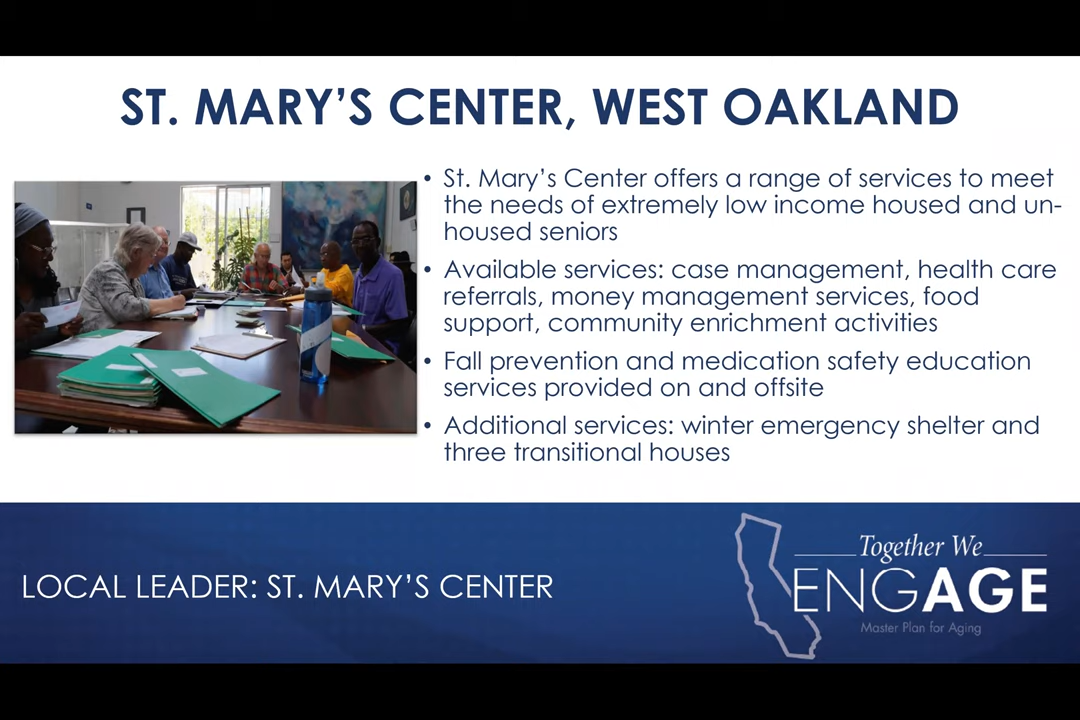 ST. MARY’S CENTER, WEST OAKLAND
• St. Mary’s Center offers a range of services to meet
the needs of extremely low income housed and un-
housed seniors
• Available services: case management, health care
referrals, money management services, food
support, community enrichment activities
• Fall prevention and medication safety education
services provided on and offsite
• Additional services: winter emergency shelter and
three transitional houses
LOCAL LEADER: ST. MARY’S CENTER
Together We
ENGAGE
Master Plan for Aging